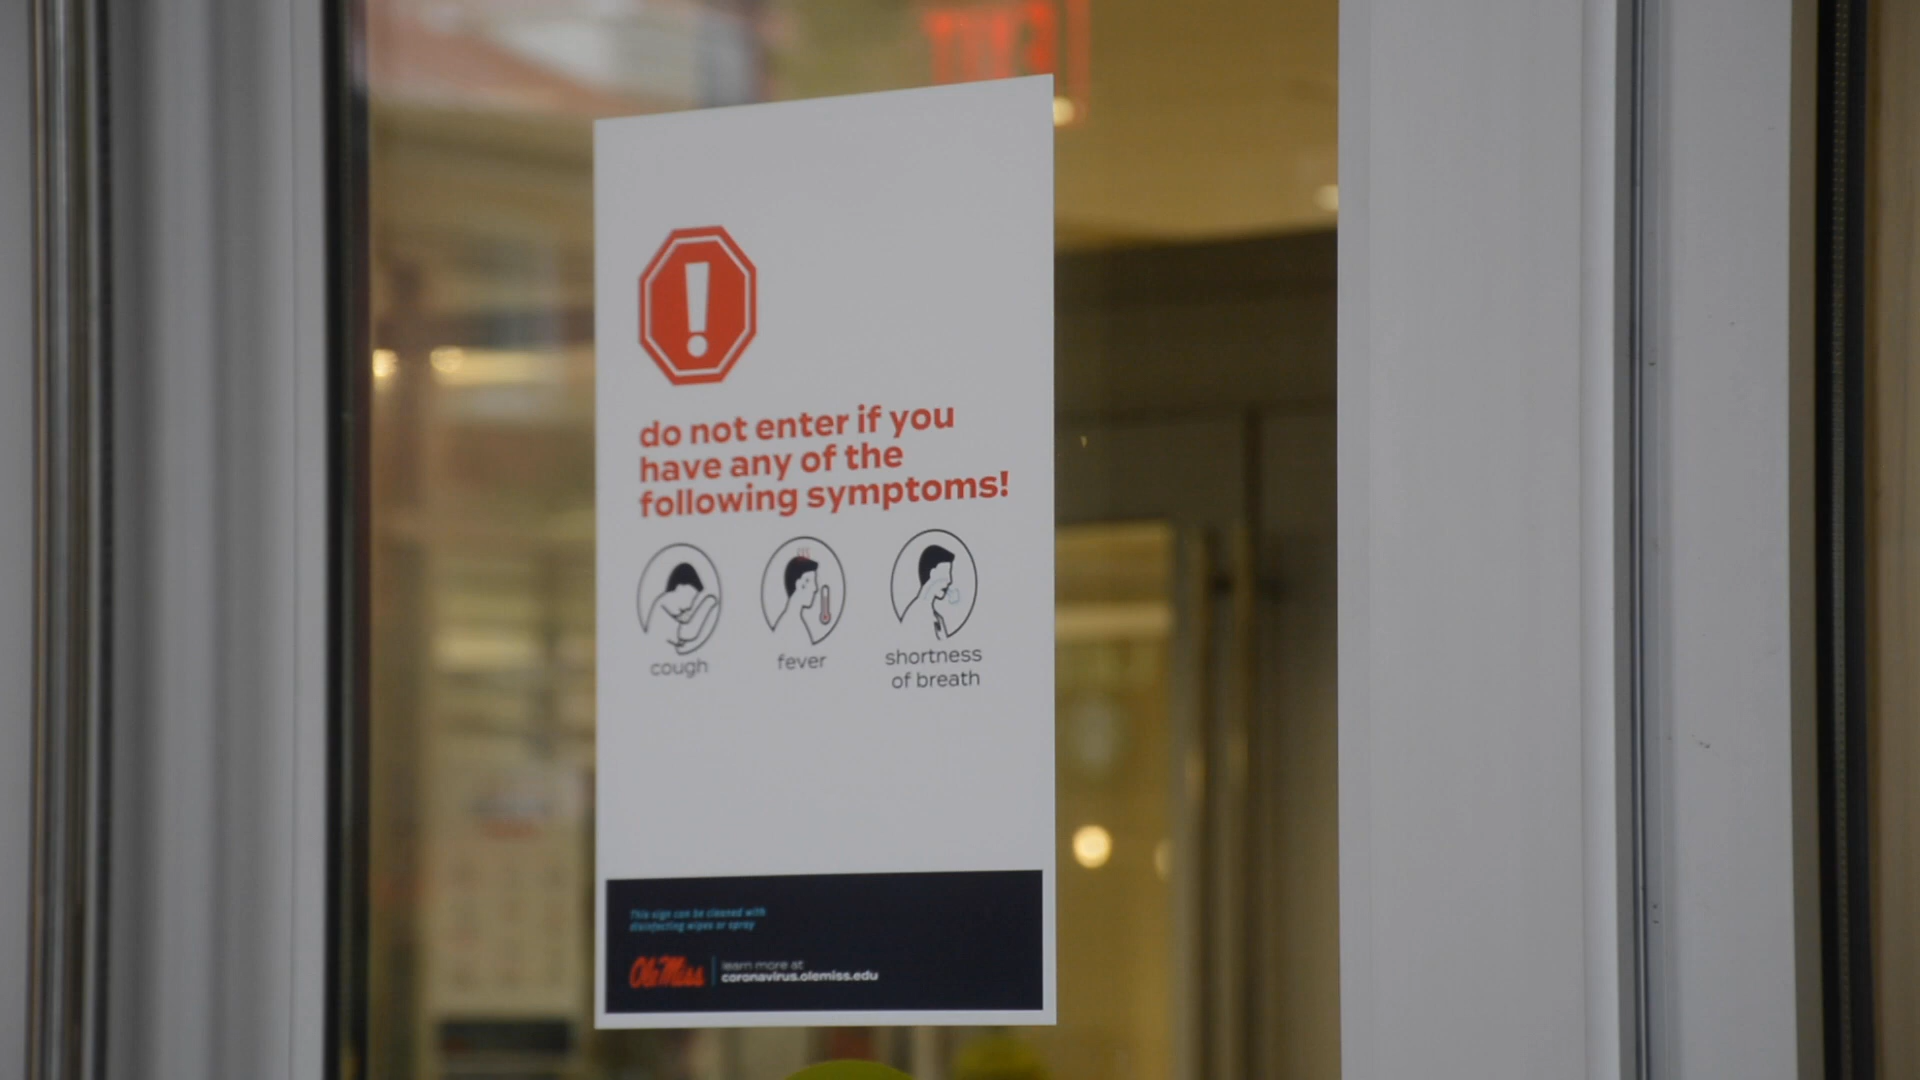 EXIT
do not enter if you
have any of the
following symptoms!
cough
fever
shortness
of breath
This sign can be cleaned with
disinfecting wipes or spray
Ole Miss
learn more at
coronavirus.olemiss.edu